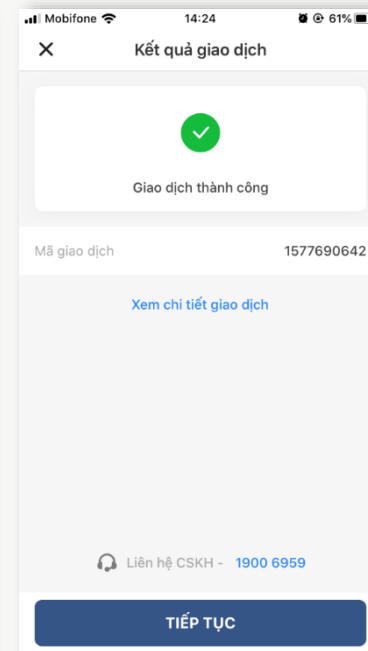 Mobifone 14:24 61%
Kết quả giao dịch
Giao dịch thành công
Mã giao dịch 1577690642
Xem chi tiết giao dịch
Liên hệ CSKH - 1900 6959
TIẾP TỤC